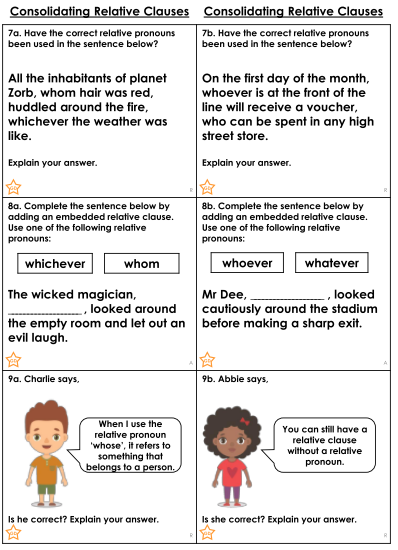 Consolidating Relative Clauses
Consolidating Relative Clauses
7a. Have the correct relative pronouns
been used in the sentence below?
All the inhabitants of planet
Zorb, whom hair was red,
huddled around the fire,
whichever the weather was
like.
Explain your answer.
R
7b. Have the correct relative pronouns
been used in the sentence below?
On the first day of the month,
whoever is at the front of the
line will receive a voucher,
who can be spent in any high
street store.
Explain your answer.
R
8a. Complete the sentence below by
adding an embedded relative clause.
Use one of the following relative
pronouns:
whichever
whom
The wicked magician,
__________________ , looked around
the empty room and let out an
evil laugh.
A
8b. Complete the sentence below by
adding an embedded relative clause.
Use one of the following relative
pronouns:
whoever
whatever
Mr Dee, __________________ , looked
cautiously around the stadium
before making a sharp exit.
A
9a. Charlie says,
When I use the
relative pronoun
‘whose’, it refers to
something that
belongs to a person.
Is he correct? Explain your answer.
R
9b. Abbie says,
You can still have a
relative clause
without a relative
pronoun.
Is she correct? Explain your answer.
R